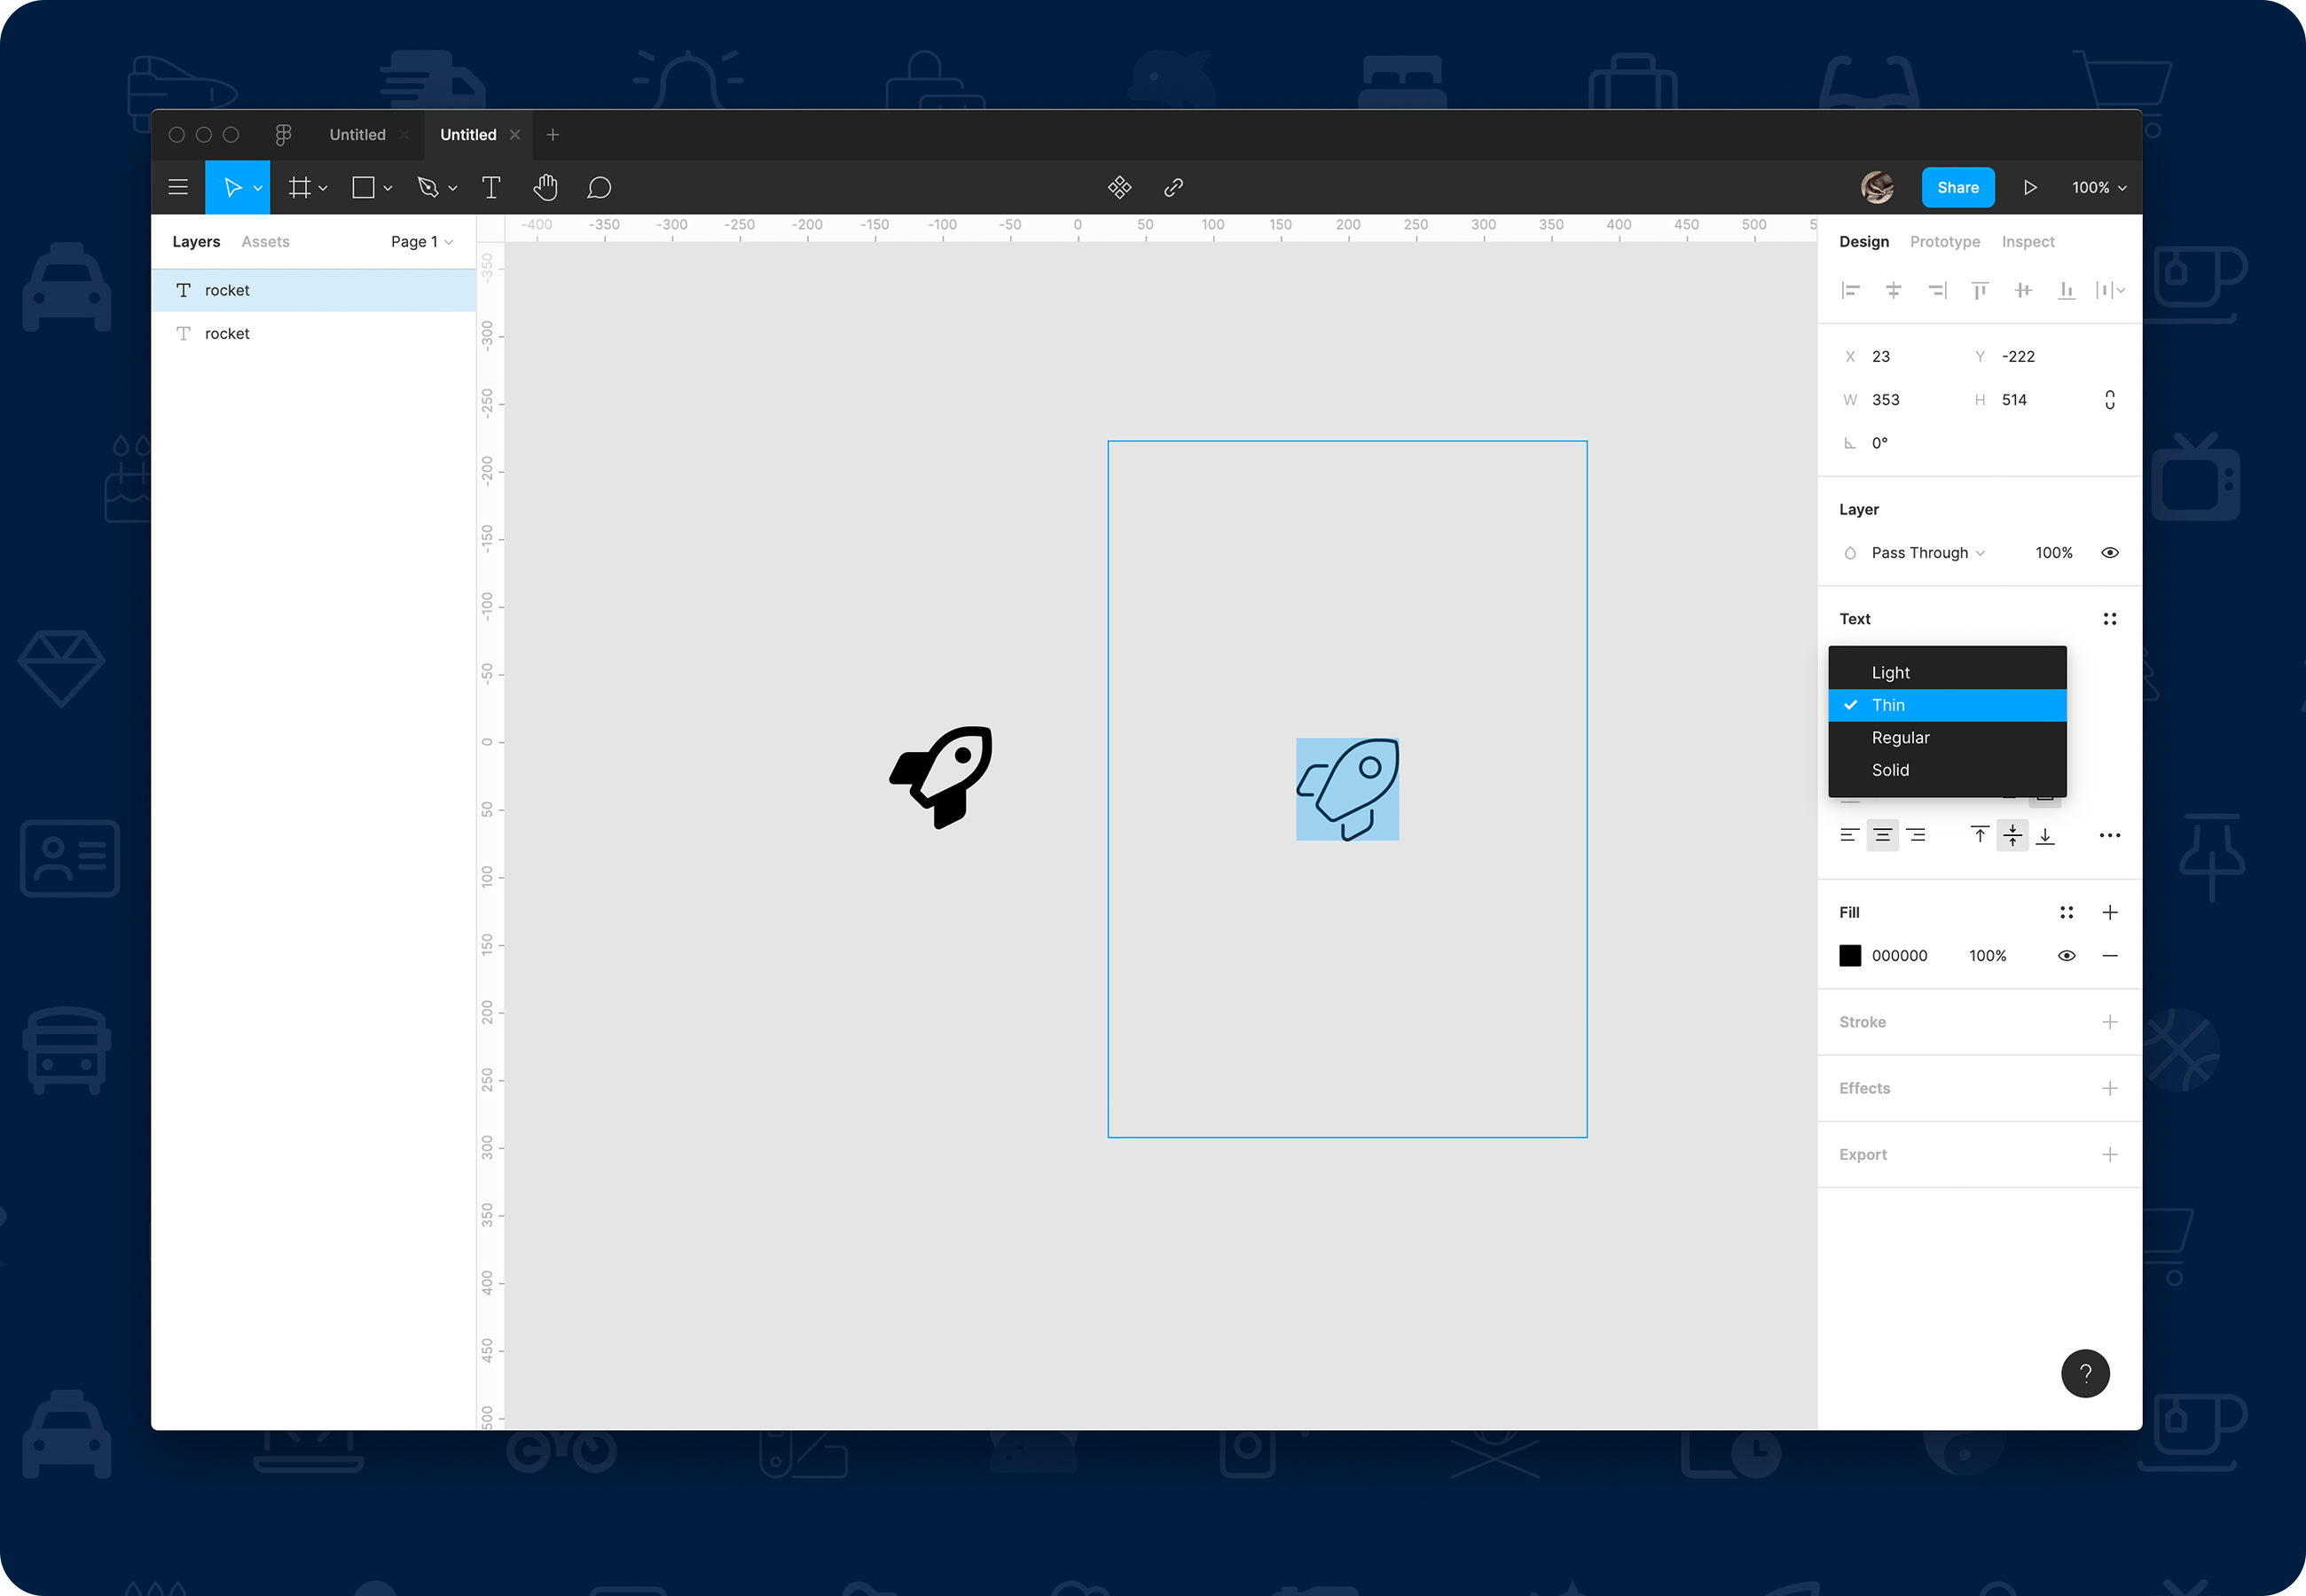 Untitled Untitled
Share 100%
Layers Assets Page 1
-400 -350 -300 -250 -200 -150 -100 -50 0 50 100 150 200 250 300 350 400 450 500 5
Design Prototype Inspect
rocket
rocket
-350
-300
-250
-200
-150
-100
-50
0
50
100
150
200
250
300
350
400
450
500
X 23 Y -222
W 353 H 514
0°
Layer
Pass Through 100%
Text
Light
Thin
Regular
Solid
Fill
000000 100%
Stroke
Effects
Export
?